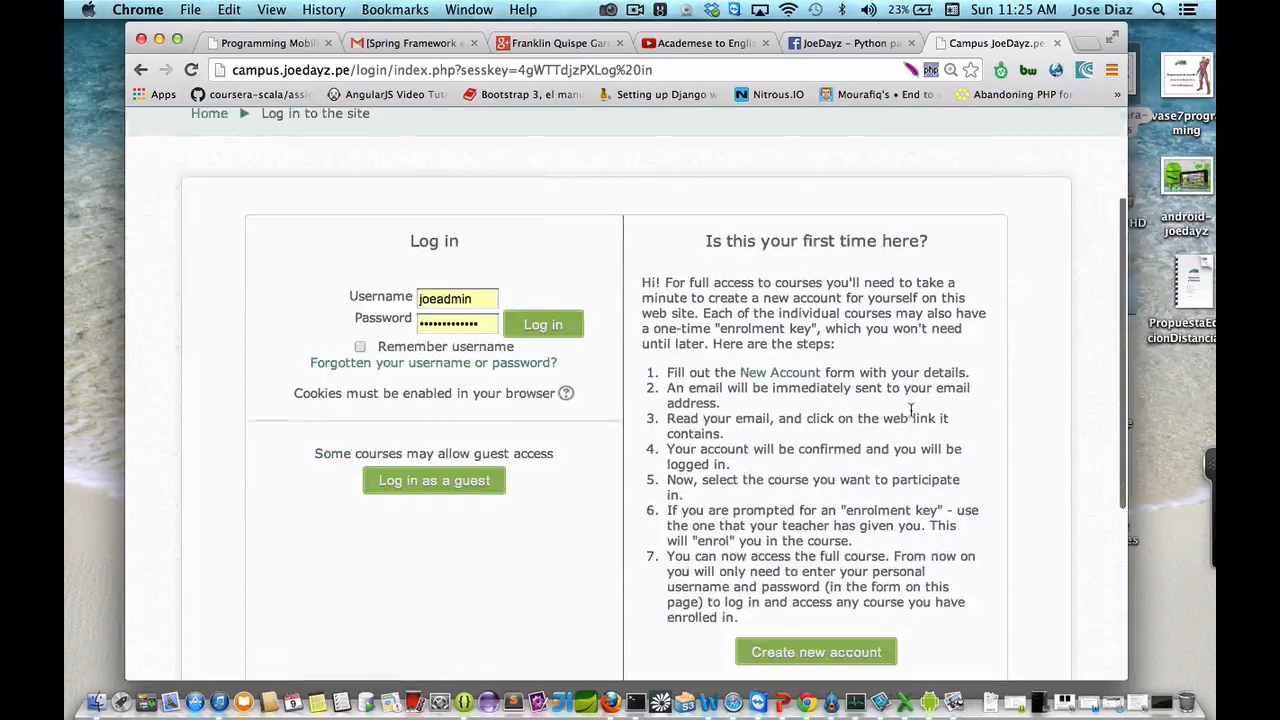 Chrome File Edit View History Bookmarks Window Help 23% Sun 11:25 AM Jose Diaz
Programming Mobil
[Spring Framework e
Franklin Quispe Gar
Academese to Englis
JoeDayz – Python pa
Campus JoeDayz.pe
campus.joedayz.pe/login/index.php?sesskey=4gWTTdjzPXLog%20in
Apps
coursera-scala/assi
AngularJS Video Tut
Setting up Django w
Nitrous.IO
Abandoning PHP for
Home ► Log in to the site
Log in
Username joeadmin
Password ••••••••••••
Log in
Remember username
Forgotten your username or password?
Cookies must be enabled in your browser ?
Some courses may allow guest access
Log in as a guest
Is this your first time here?
Hi! For full access to courses you'll need to take a
minute to create a new account for yourself on this
web site. Each of the individual courses may also have
a one-time "enrolment key", which you won't need
until later. Here are the steps:
1. Fill out the New Account form with your details.
2. An email will be immediately sent to your email
address.
3. Read your email, and click on the web link it
contains.
4. Your account will be confirmed and you will be
logged in.
5. Now, select the course you want to participate
in.
6. If you are prompted for an "enrolment key" - use
the one that your teacher has given you. This
will "enrol" you in the course.
7. You can now access the full course. From now on
you will only need to enter your personal
username and password (in the form on this
page) to log in and access any course you have
enrolled in.
Create new account
vase7progra
mming
android-
joedayz
HD
PropuestaEd
cionDistancia